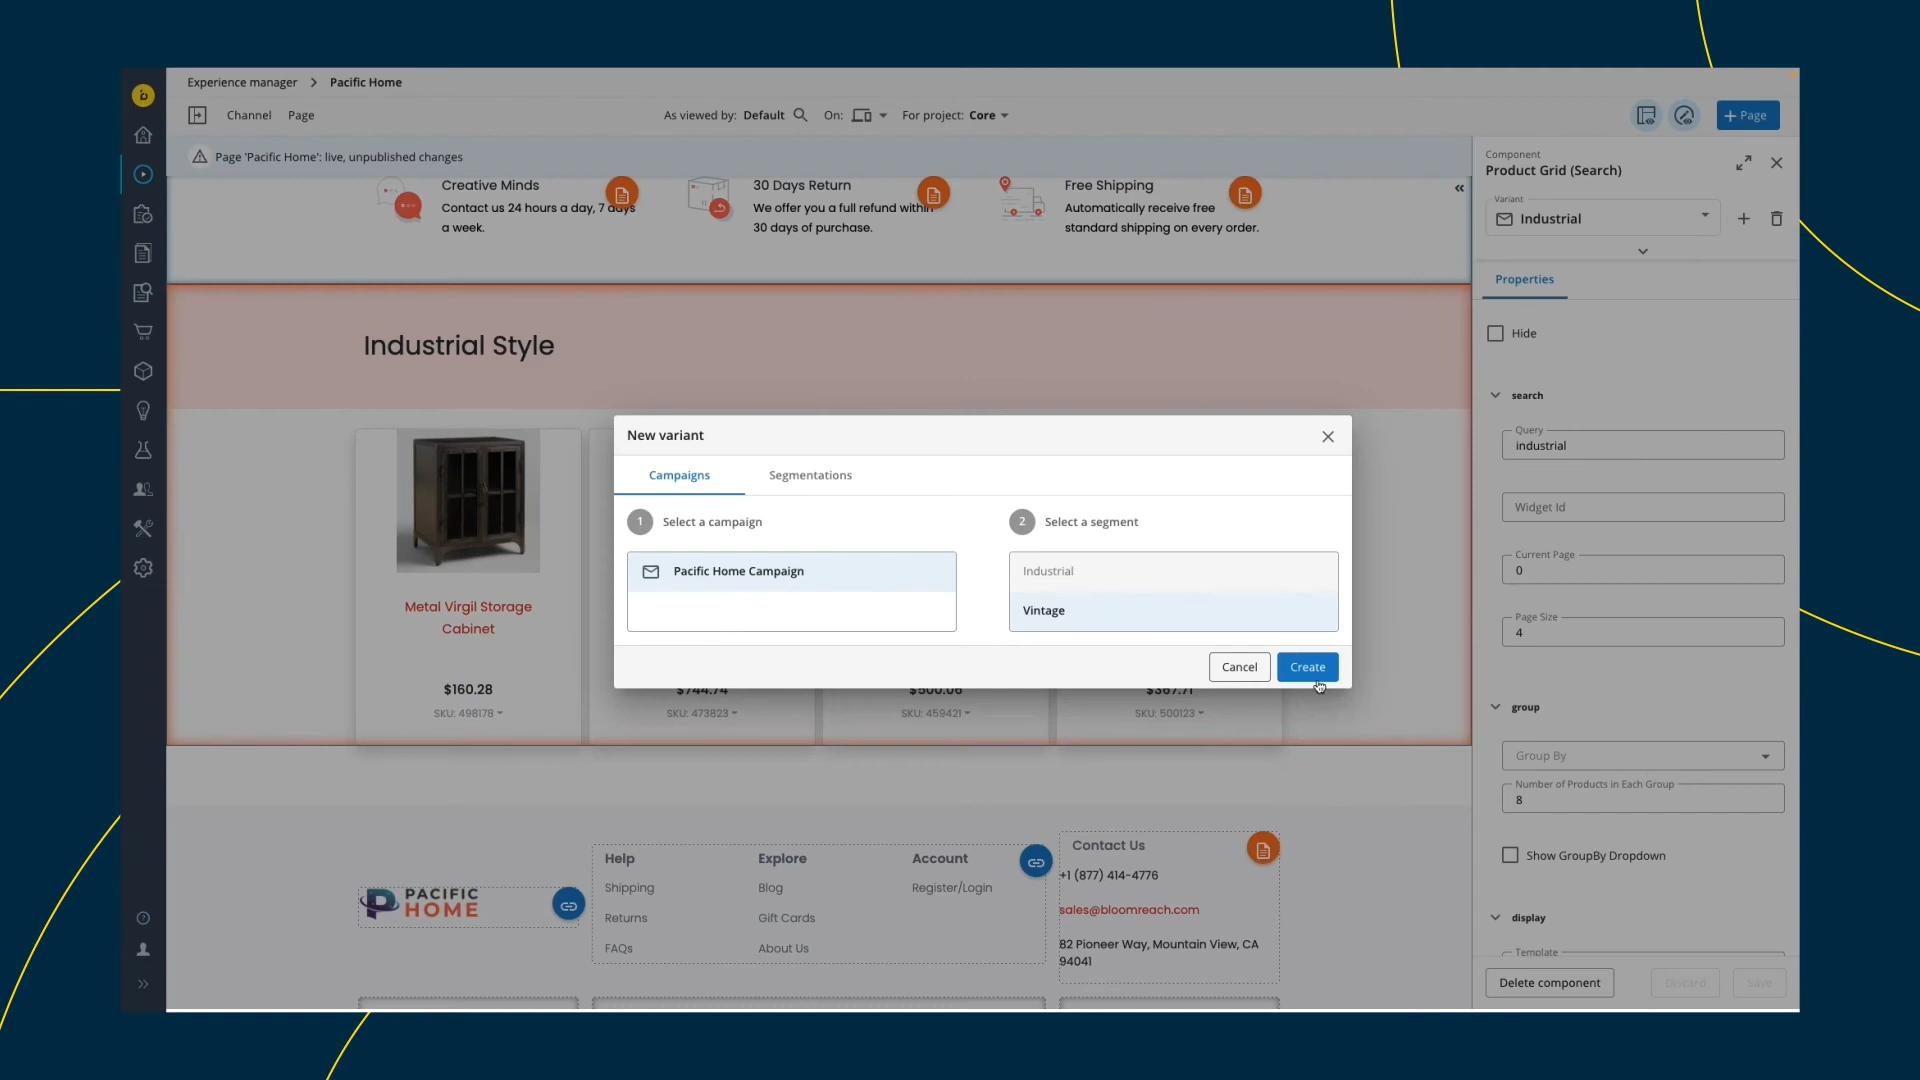 Experience manager > Pacific Home
Channel Page
As viewed by: Default On: For project: Core
+ Page
Page 'Pacific Home': live, unpublished changes
Creative Minds
Contact us 24 hours a day, 7 days
a week.
30 Days Return
We offer you a full refund within
30 days of purchase.
Free Shipping
Automatically receive free
standard shipping on every order.
Industrial Style
New variant
Campaigns Segmentations
1 Select a campaign
Pacific Home Campaign
2 Select a segment
Industrial
Vintage
Cancel Create
Metal Virgil Storage
Cabinet
$160.28
SKU: 498178
$744.74
SKU: 473823
$500.06
SKU: 459421
$367.71
SKU: 500123
PACIFIC
HOME
Help
Shipping
Returns
FAQs
Explore
Blog
Gift Cards
About Us
Account
Register/Login
Contact Us
+1 (877) 414-4776
sales@bloomreach.com
82 Pioneer Way, Mountain View, CA
94041
Component
Product Grid (Search)
Variant
Industrial
Properties
Hide
search
Query
industrial
Widget Id
Current Page
0
Page Size
4
group
Group By
Number of Products in Each Group
8
Show GroupBy Dropdown
display
Template
Delete component Discard Save